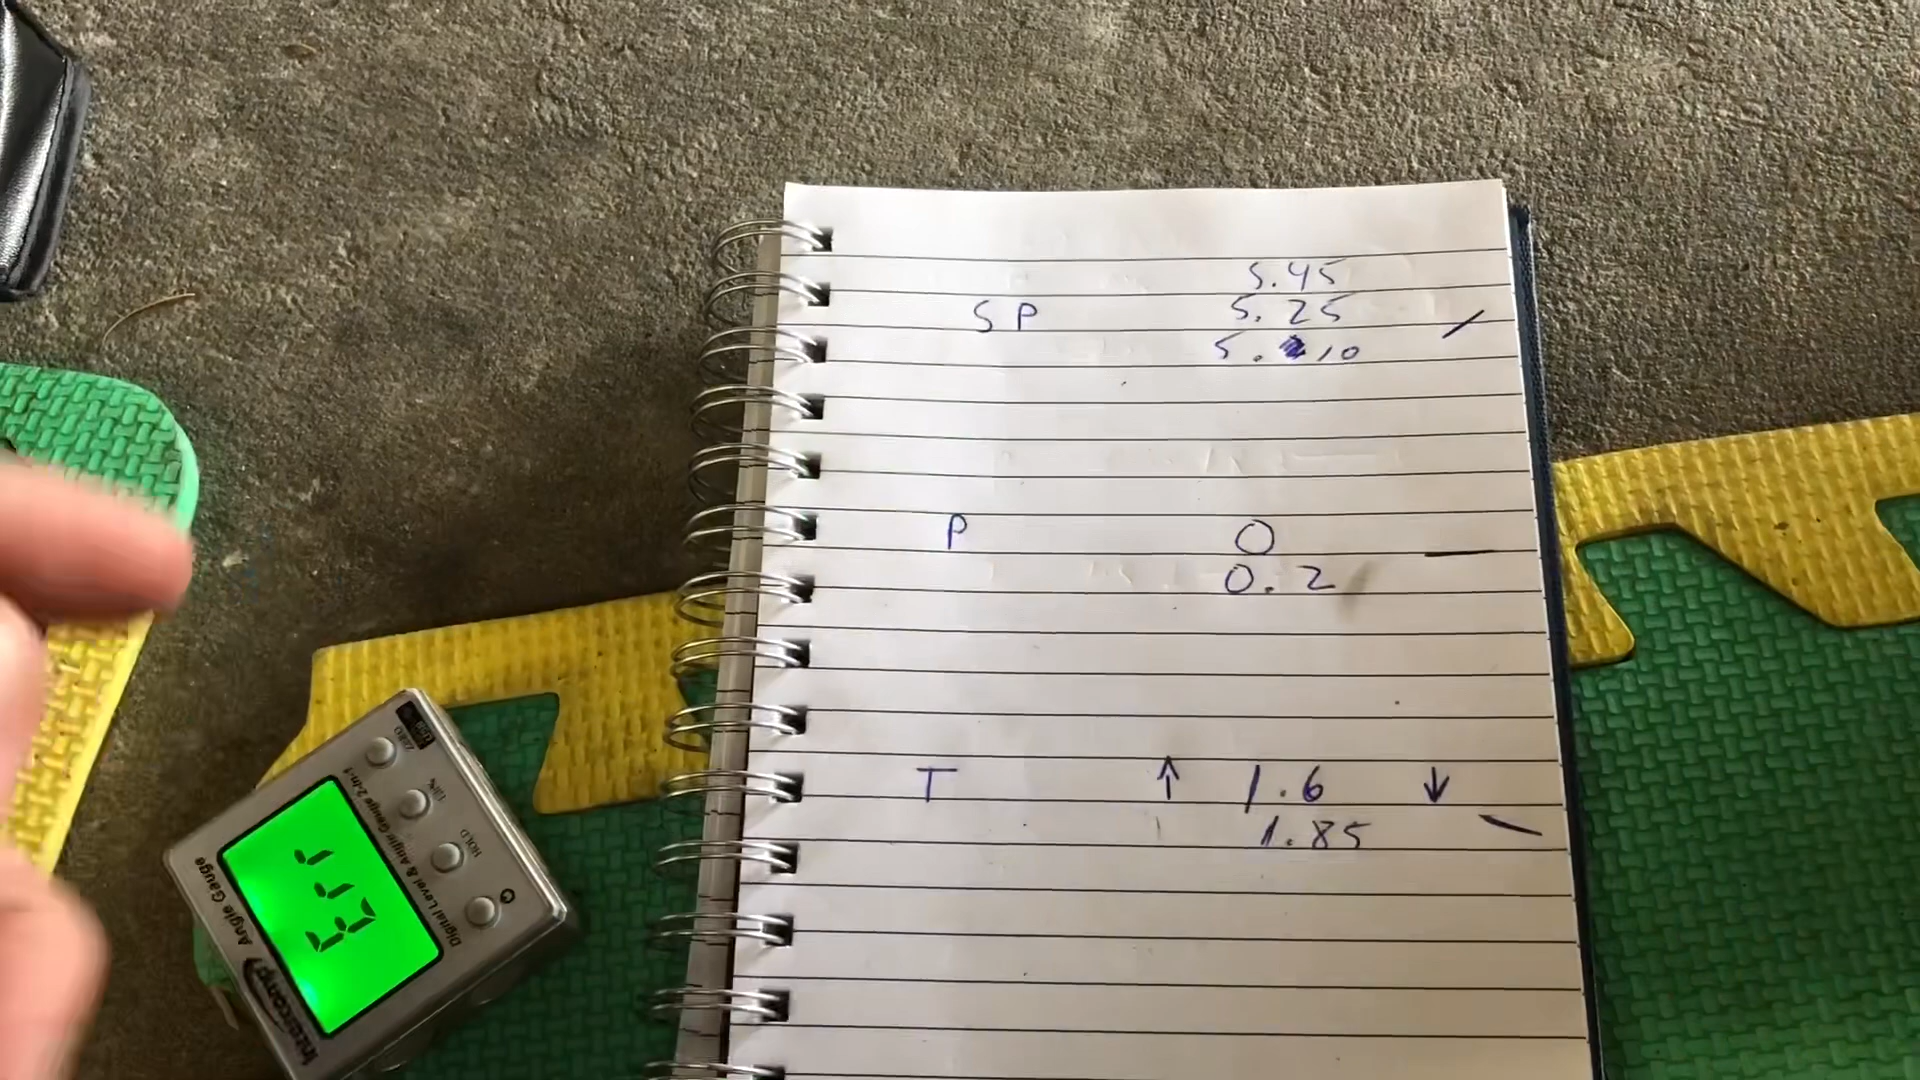 5.45
SP 5.25 /
5. 10
P 0 —
0.2
T ↑ 1.6 ↓
1.85 \
Intercomp
Angle Gauge
Err
Digital Level & Angle Gauge 2-In-1
ZERO
HOLD